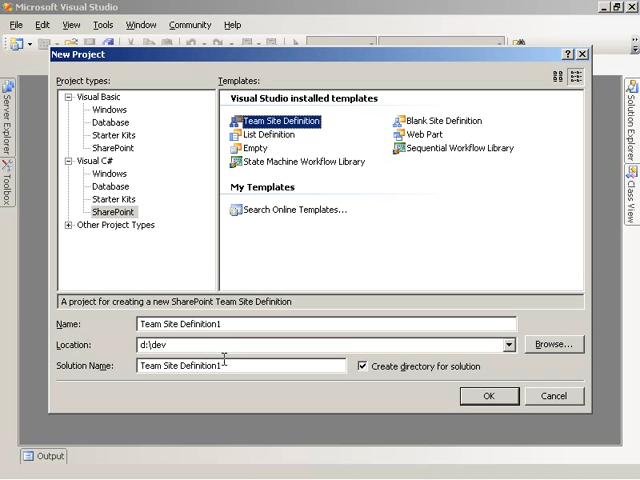 Microsoft Visual Studio
File Edit View Tools Window Community Help
New Project
Project types:
Templates:
Visual Basic
Windows
Database
Starter Kits
SharePoint
Visual C#
Windows
Database
Starter Kits
SharePoint
Other Project Types
Visual Studio installed templates
Team Site Definition
Blank Site Definition
List Definition
Web Part
Empty
Sequential Workflow Library
State Machine Workflow Library
My Templates
Search Online Templates...
A project for creating a new SharePoint Team Site Definition
Name:
Team Site Definition1
Location:
d:\dev
Browse...
Solution Name:
Team Site Definition1
Create directory for solution
OK
Cancel
Server Explorer
Toolbox
Solution Explorer
Class View
Output